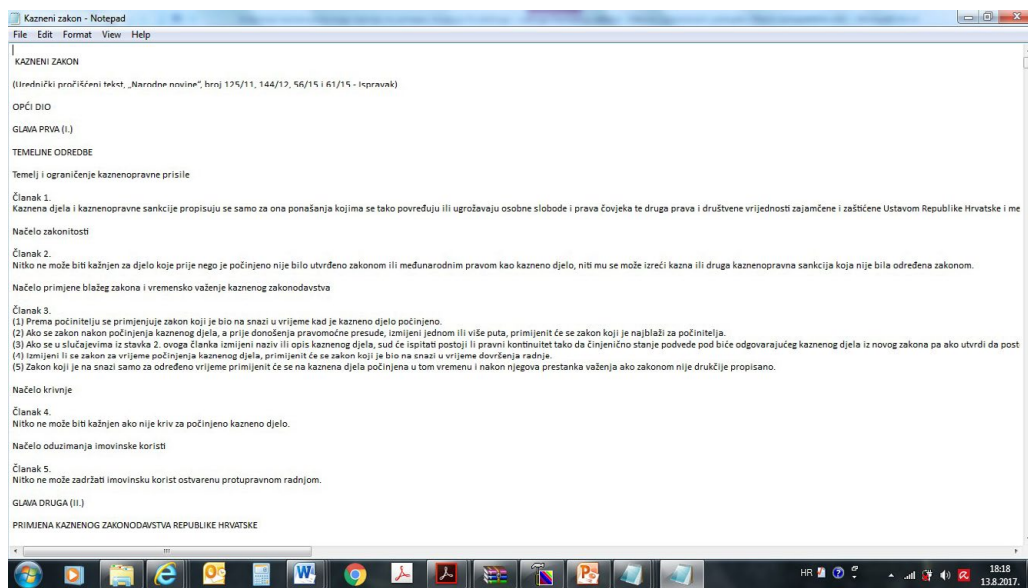 Kazneni zakon - Notepad
File Edit Format View Help
KAZNENI ZAKON
(Urednički pročišćeni tekst, „Narodne novine“, broj 125/11, 144/12, 56/15 i 61/15 - Ispravak)
OPĆI DIO
GLAVA PRVA (I.)
TEMELJNE ODREDBE
Temelj i ograničenje kaznenopravne prisile
Članak 1.
Kaznena djela i kaznenopravne sankcije propisuju se samo za ona ponašanja kojima se tako povređuju ili ugrožavaju osobne slobode i prava čovjeka te druga prava i društvene vrijednosti zajamčene i zaštićene Ustavom Republike Hrvatske i me
Načelo zakonitosti
Članak 2.
Nitko ne može biti kažnjen za djelo koje prije nego je počinjeno nije bilo utvrđeno zakonom ili međunarodnim pravom kao kazneno djelo, niti mu se može izreći kazna ili druga kaznenopravna sankcija koja nije bila određena zakonom.
Načelo primjene blažeg zakona i vremensko važenje kaznenog zakonodavstva
Članak 3.
(1) Prema počinitelju se primjenjuje zakon koji je bio na snazi u vrijeme kad je kazneno djelo počinjeno.
(2) Ako se zakon nakon počinjenja kaznenog djela, a prije donošenja pravomoćne presude, izmijeni jednom ili više puta, primijenit će se zakon koji je najblaži za počinitelja.
(3) Ako se u slučajevima iz stavka 2. ovoga članka izmijeni naziv ili opis kaznenog djela, sud će ispitati postoji li pravni kontinuitet tako da činjenično stanje podvede pod biće odgovarajućeg kaznenog djela iz novog zakona pa ako utvrdi da post
(4) Izmijeni li se zakon za vrijeme počinjenja kaznenog djela, primijenit će se zakon koji je bio na snazi u vrijeme dovršenja radnje.
(5) Zakon koji je na snazi samo za određeno vrijeme primijenit će se na kaznena djela počinjena u tom vremenu i nakon njegova prestanka važenja ako zakonom nije drukčije propisano.
Načelo krivnje
Članak 4.
Nitko ne može biti kažnjen ako nije kriv za počinjeno kazneno djelo.
Načelo oduzimanja imovinske koristi
Članak 5.
Nitko ne može zadržati imovinsku korist ostvarenu protupravnom radnjom.
GLAVA DRUGA (II.)
PRIMJENA KAZNENOG ZAKONODAVSTVA REPUBLIKE HRVATSKE
HR
18:18
13.8.2017.